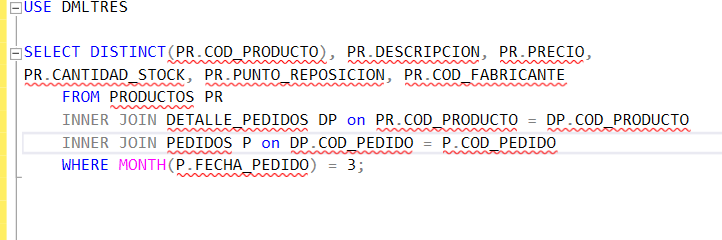 USE DMLTRES
SELECT DISTINCT(PR.COD_PRODUCTO), PR.DESCRIPCION, PR.PRECIO,
PR.CANTIDAD_STOCK, PR.PUNTO_REPOSICION, PR.COD_FABRICANTE
FROM PRODUCTOS PR
INNER JOIN DETALLE_PEDIDOS DP on PR.COD_PRODUCTO = DP.COD_PRODUCTO
INNER JOIN PEDIDOS P on DP.COD_PEDIDO = P.COD_PEDIDO
WHERE MONTH(P.FECHA_PEDIDO) = 3;